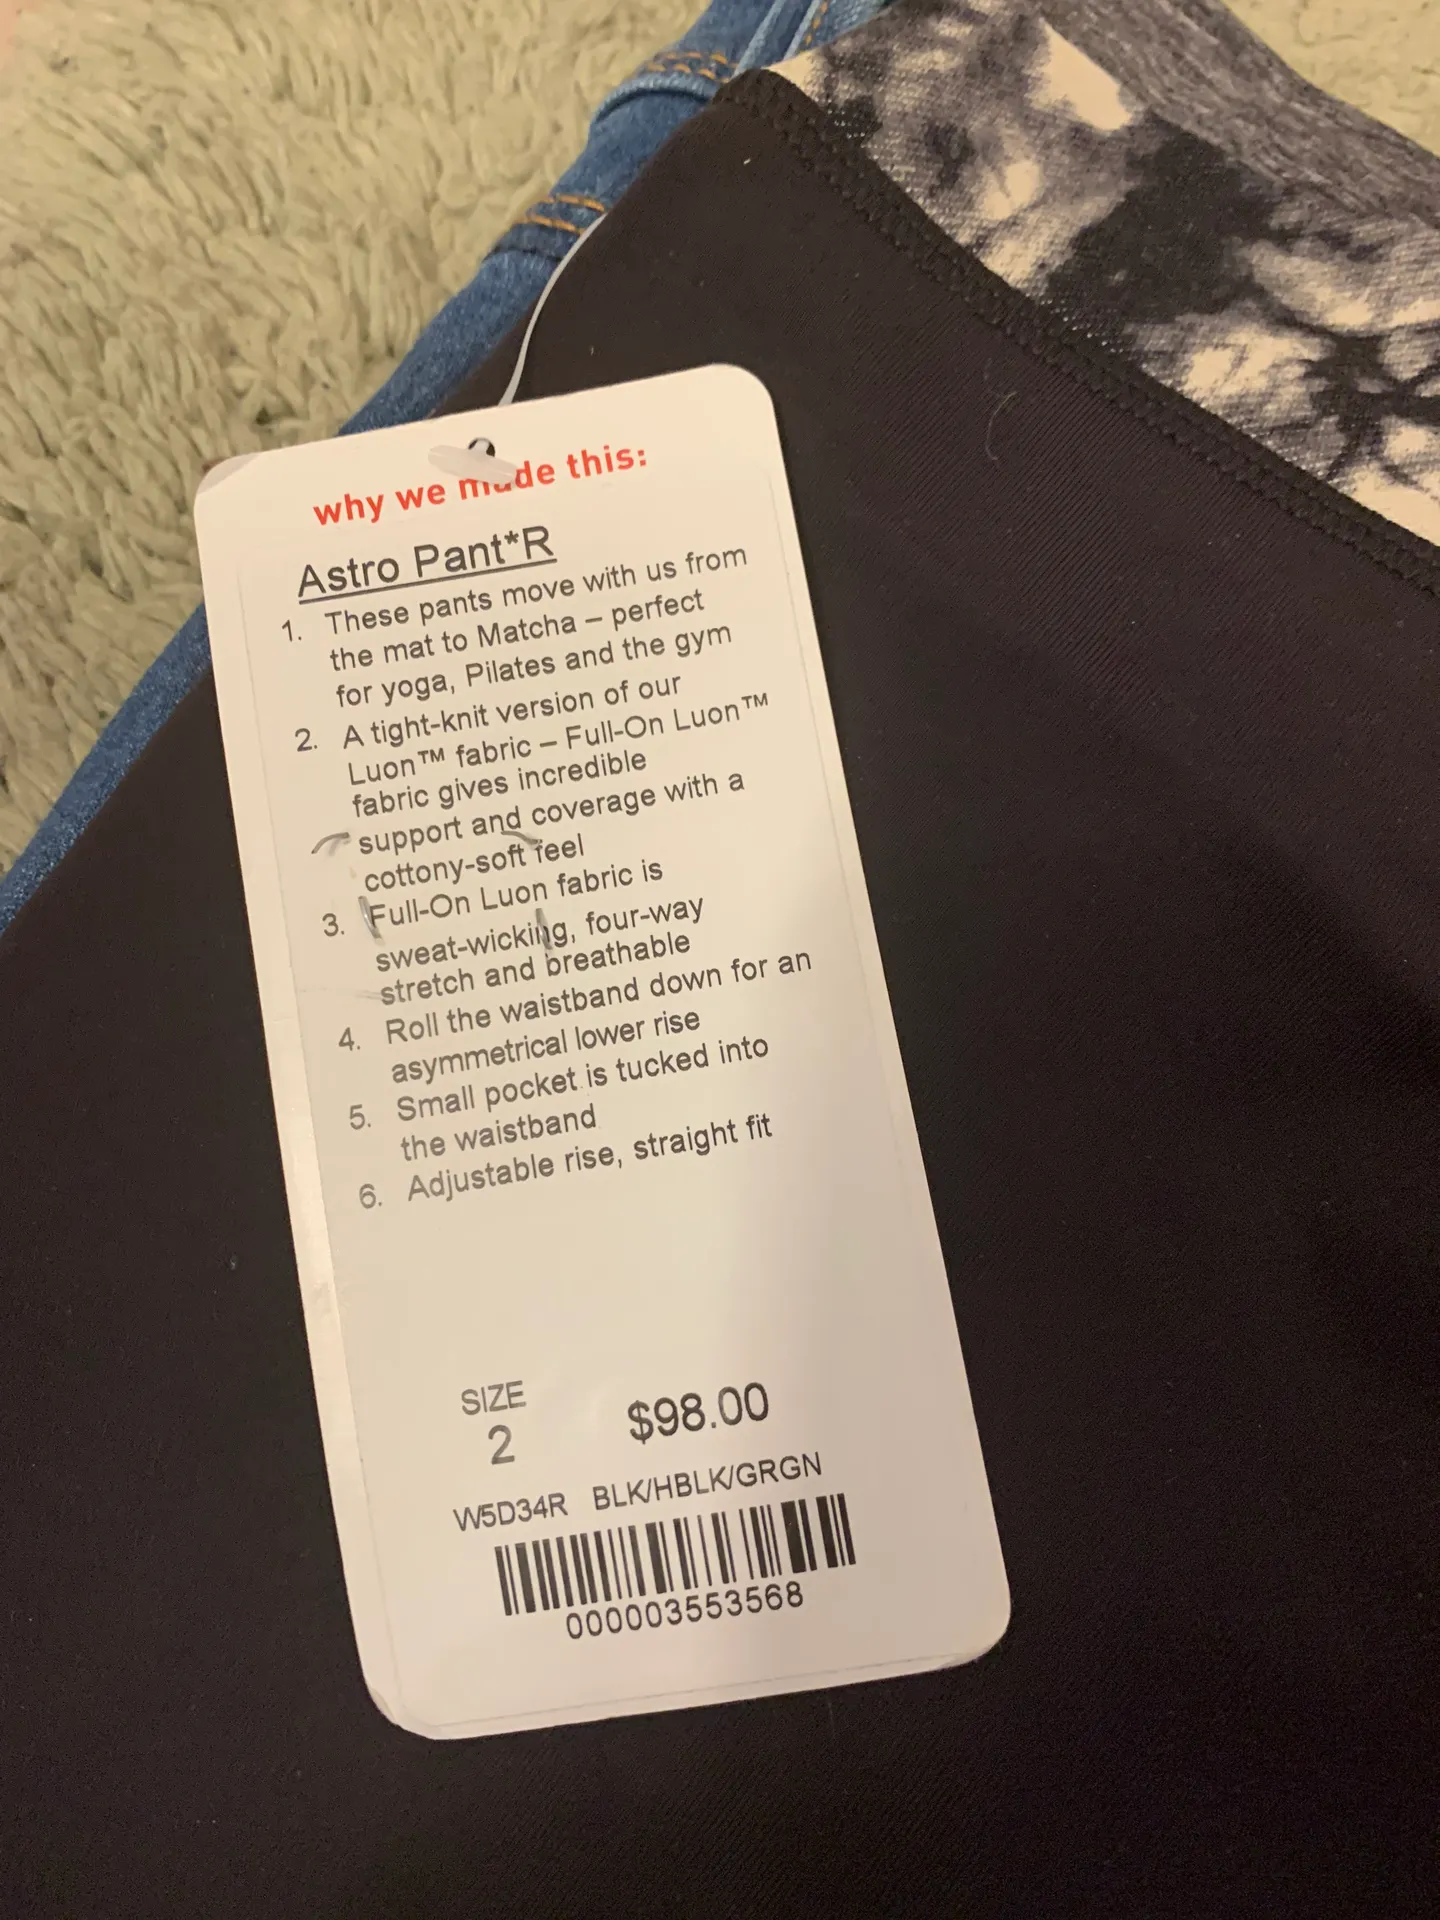 why we made this:
Astro Pant*R
1. These pants move with us from
the mat to Matcha – perfect
for yoga, Pilates and the gym
2. A tight-knit version of our
Luon™ fabric – Full-On Luon™
fabric gives incredible
support and coverage with a
cottony-soft feel
3. Full-On Luon fabric is
sweat-wicking, four-way
stretch and breathable
4. Roll the waistband down for an
asymmetrical lower rise
5. Small pocket is tucked into
the waistband
6. Adjustable rise, straight fit
SIZE
2 $98.00
W5D34R BLK/HBLK/GRGN
000003553568